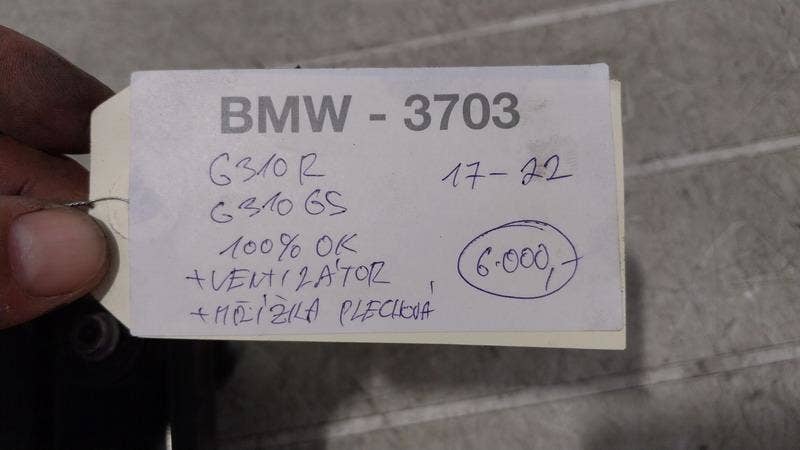 BMW - 3703
G310R 17-22
G310GS
100% OK 6.000,-
+VENTILÁTOR
+MŘÍŽKA PLECHOVÁ